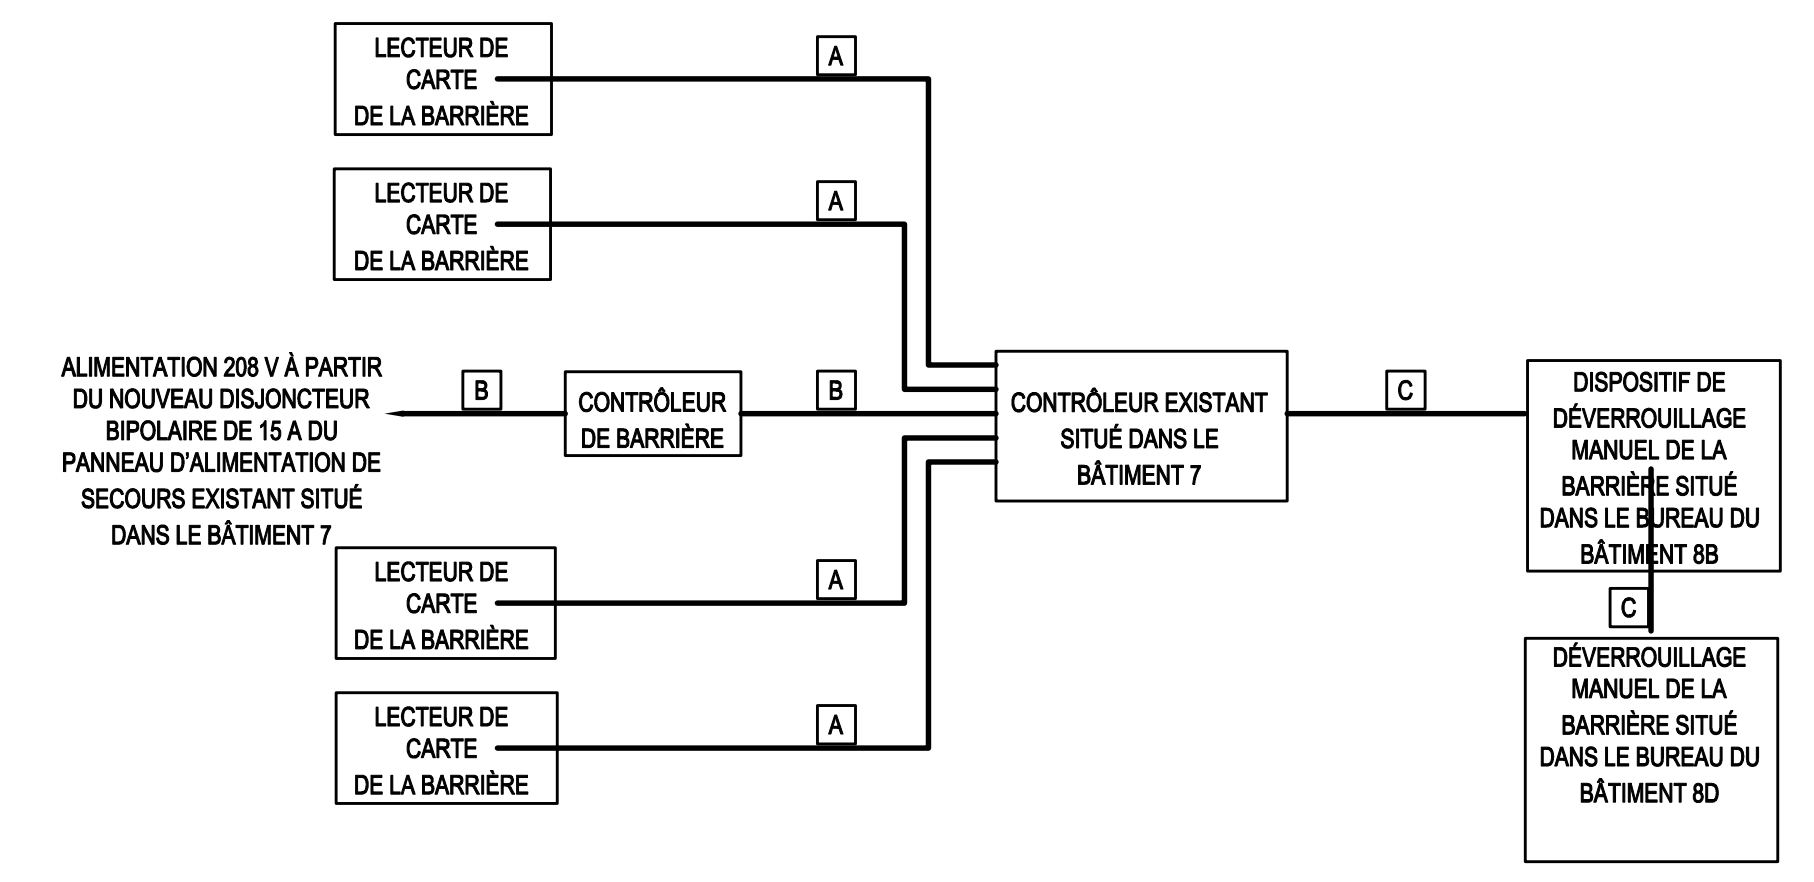 LECTEUR DE
CARTE
DE LA BARRIÈRE
A
LECTEUR DE
CARTE
DE LA BARRIÈRE
A
ALIMENTATION 208 V À PARTIR
DU NOUVEAU DISJONCTEUR
BIPOLAIRE DE 15 A DU
PANNEAU D'ALIMENTATION DE
SECOURS EXISTANT SITUÉ
DANS LE BÂTIMENT 7
B
CONTRÔLEUR
DE BARRIÈRE
B
CONTRÔLEUR EXISTANT
SITUÉ DANS LE
BÂTIMENT 7
C
DISPOSITIF DE
DÉVERROUILLAGE
MANUEL DE LA
BARRIÈRE SITUÉ
DANS LE BUREAU DU
BÂTIMENT 8B
C
DÉVERROUILLAGE
MANUEL DE LA
BARRIÈRE SITUÉ
DANS LE BUREAU DU
BÂTIMENT 8D
LECTEUR DE
CARTE
DE LA BARRIÈRE
A
LECTEUR DE
CARTE
DE LA BARRIÈRE
A